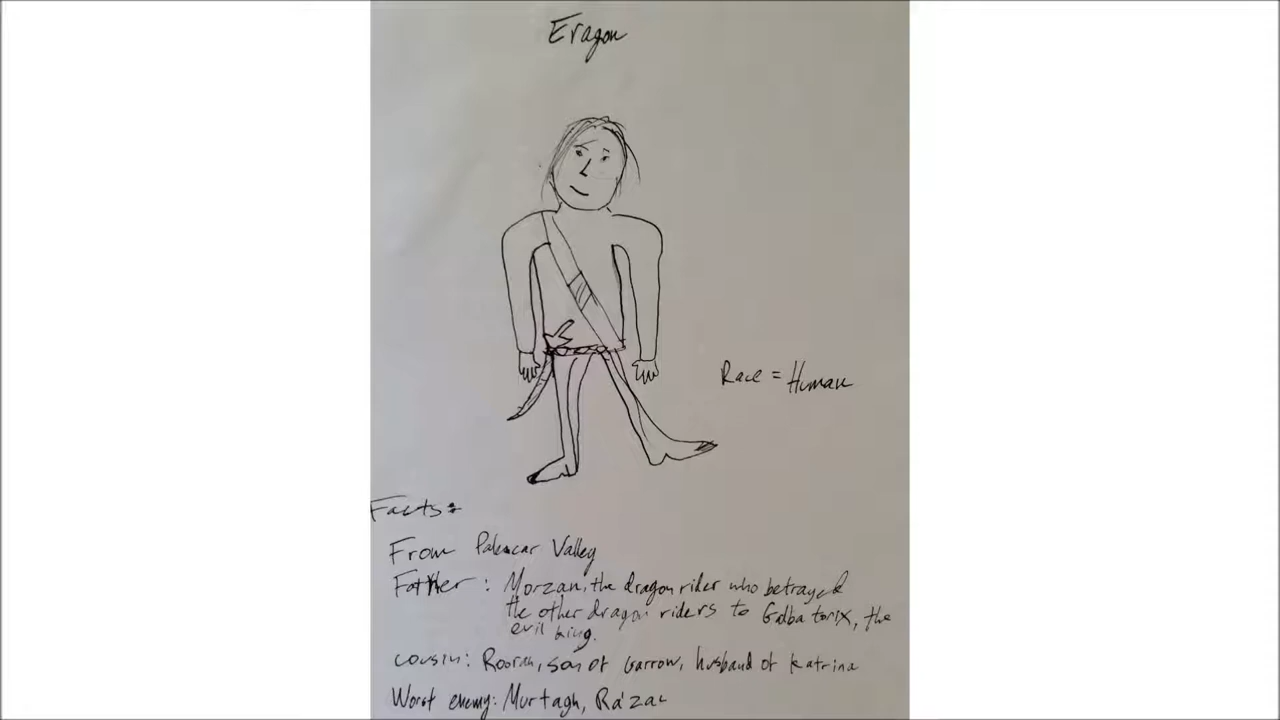 Eragon
Race = Human
Facts:
From Palancar Valley
Father : Morzan, the dragon rider who betrayed
the other dragon riders to Galbatorix, the
evil king.
cousin: Rooran, son of Garrow, husband of Katrina
Worst enemy: Murtagh, Ra'zac